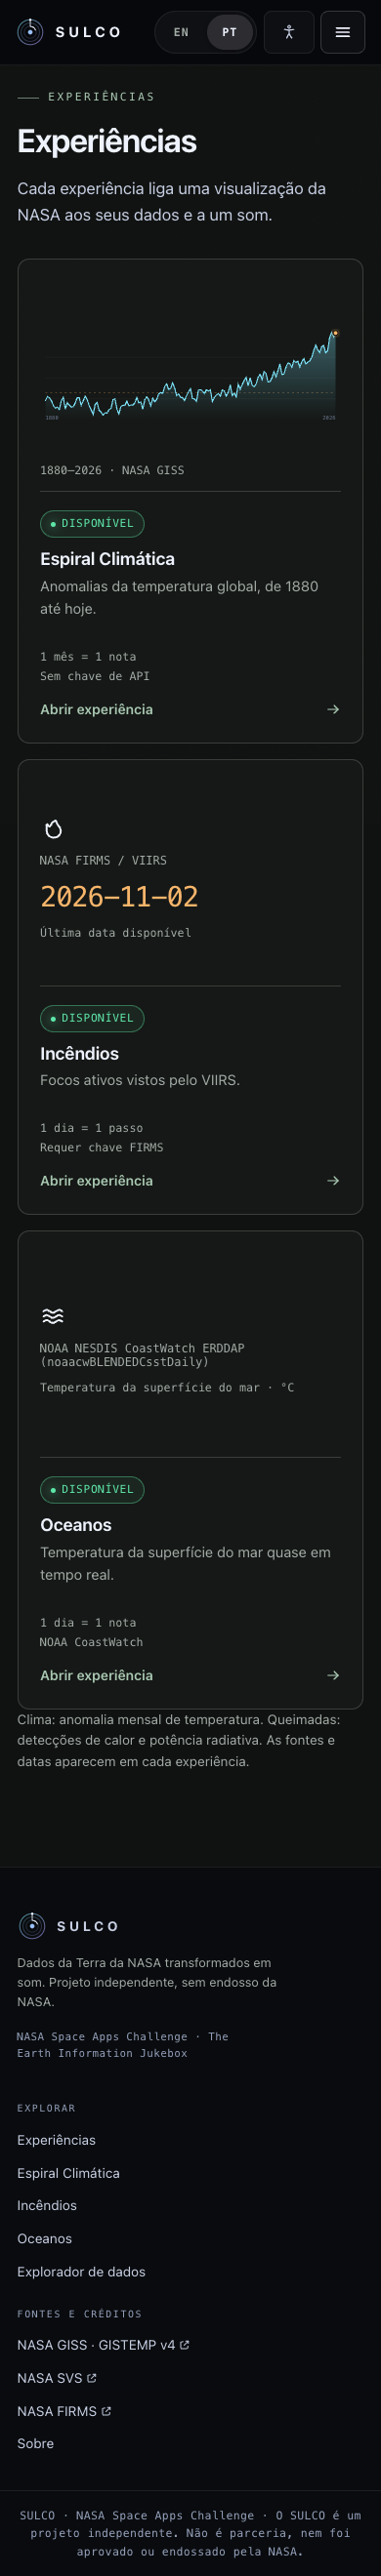 SULCO
EN
PT
EXPERIÊNCIAS
Experiências
Cada experiência liga uma visualização da
NASA aos seus dados e a um som.
1880
2026
1880–2026 · NASA GISS
DISPONÍVEL
Espiral Climática
Anomalias da temperatura global, de 1880
até hoje.
1 mês = 1 nota
Sem chave de API
Abrir experiência →
NASA FIRMS / VIIRS
2026–11–02
Última data disponível
DISPONÍVEL
Incêndios
Focos ativos vistos pelo VIIRS.
1 dia = 1 passo
Requer chave FIRMS
Abrir experiência →
NOAA NESDIS CoastWatch ERDDAP
(noaacwBLENDEDCsstDaily)
Temperatura da superfície do mar · °C
DISPONÍVEL
Oceanos
Temperatura da superfície do mar quase em
tempo real.
1 dia = 1 nota
NOAA CoastWatch
Abrir experiência →
Clima: anomalia mensal de temperatura. Queimadas:
detecções de calor e potência radiativa. As fontes e
datas aparecem em cada experiência.
SULCO
Dados da Terra da NASA transformados em
som. Projeto independente, sem endosso da
NASA.
NASA Space Apps Challenge · The
Earth Information Jukebox
EXPLORAR
Experiências
Espiral Climática
Incêndios
Oceanos
Explorador de dados
FONTES E CRÉDITOS
NASA GISS · GISTEMP v4
NASA SVS
NASA FIRMS
Sobre
SULCO · NASA Space Apps Challenge · O SULCO é um
projeto independente. Não é parceria, nem foi
aprovado ou endossado pela NASA.